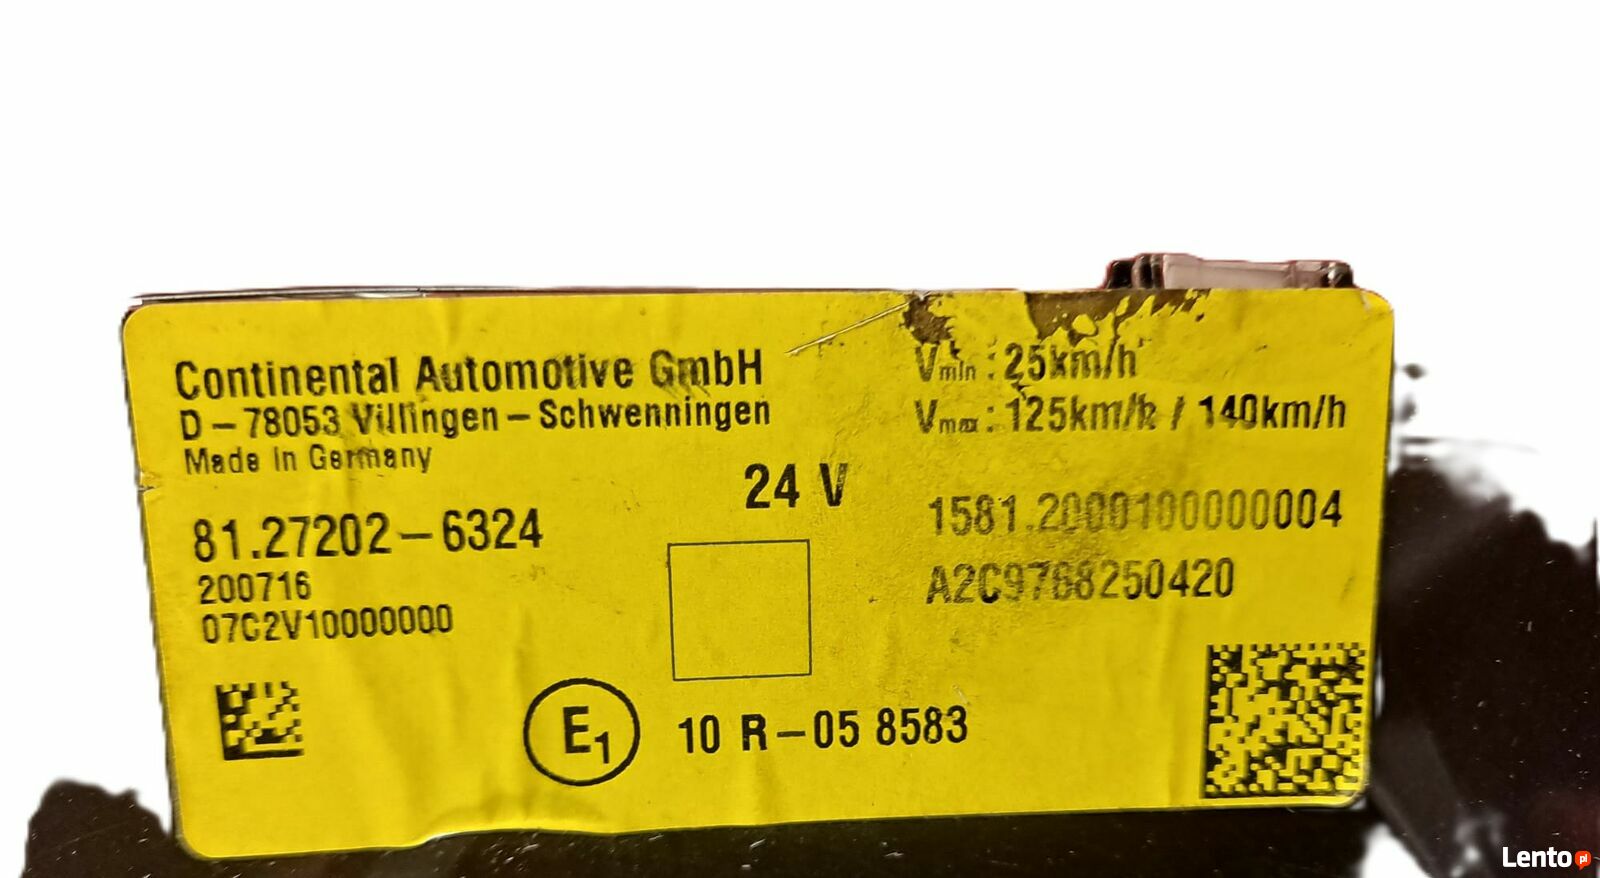 Continental Automotive GmbH
D-78053 Villingen-Schwenningen
Made in Germany
Vmin: 25km/h
Vmax: 125km/h / 140km/h
24 V
81.27202-6324
200716
07C2V10000000
1581.2000100000004
A2C9768250420
E1
10 R-05 8583
Lento.pl